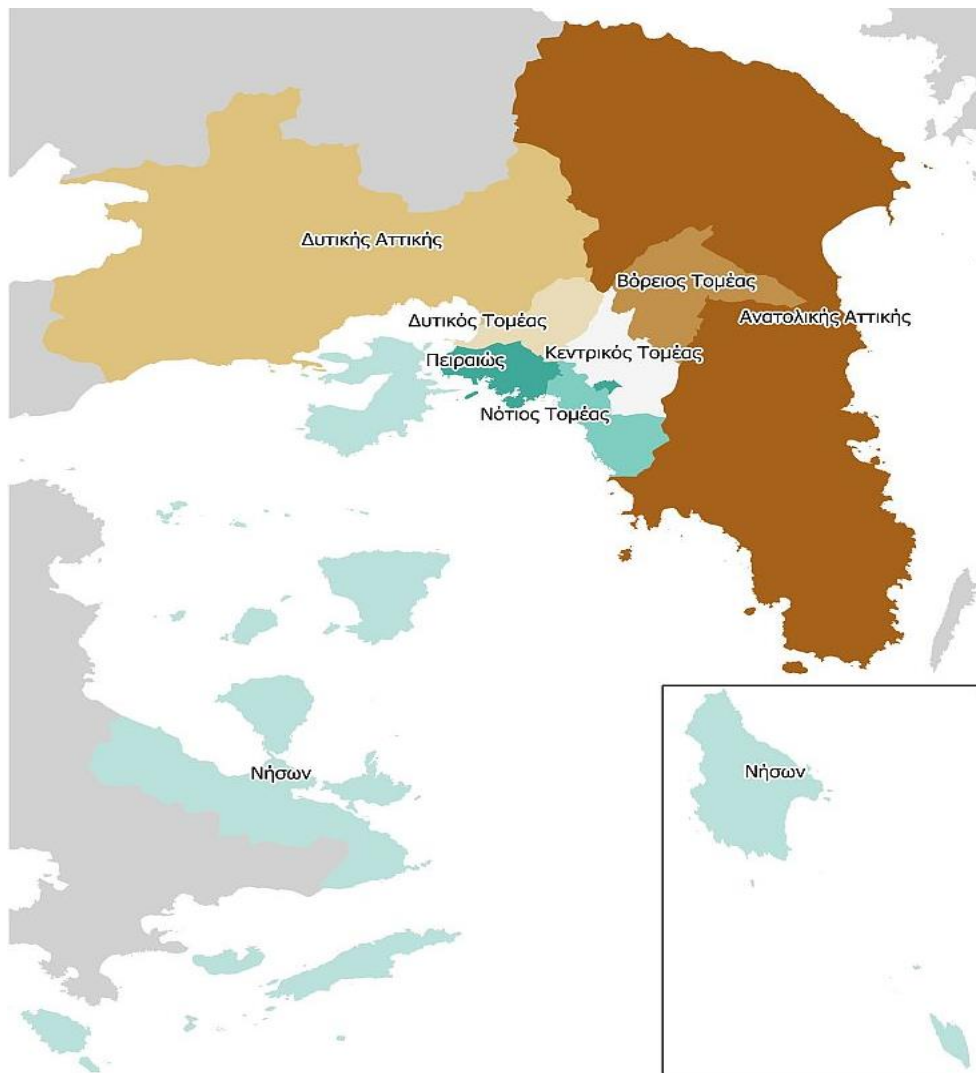 Δυτικής Αττικής
Βόρειος Τομέας
Δυτικός Τομέας
Ανατολικής Αττικής
Κεντρικός Τομέας
Πειραιώς
Νότιος Τομέας
Νήσων
Νήσων